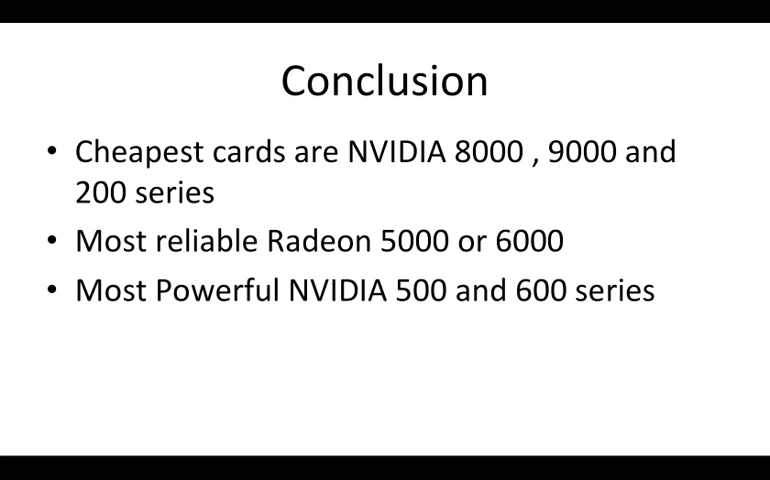 Conclusion
• Cheapest cards are NVIDIA 8000 , 9000 and
200 series
• Most reliable Radeon 5000 or 6000
• Most Powerful NVIDIA 500 and 600 series